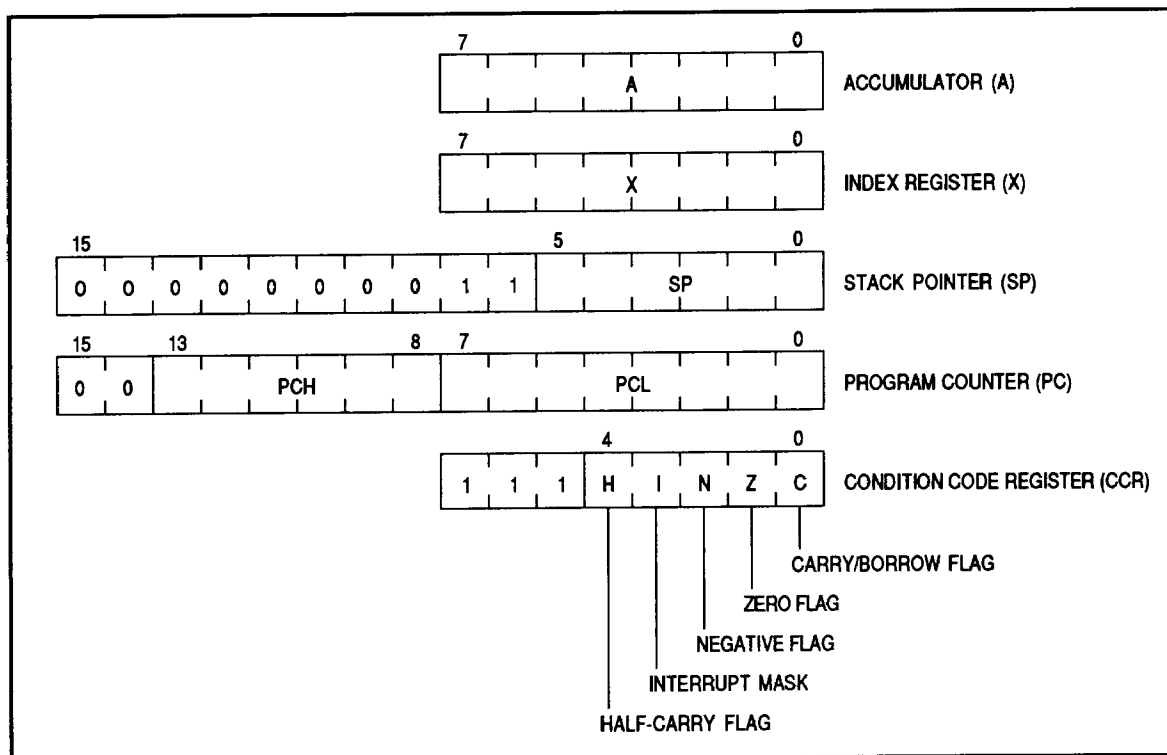 7 0
A ACCUMULATOR (A)
7 0
X INDEX REGISTER (X)
15 5 0
0 0 0 0 0 0 0 0 1 1 SP STACK POINTER (SP)
15 13 8 7 0
0 0 PCH PCL PROGRAM COUNTER (PC)
4 0
1 1 1 H I N Z C CONDITION CODE REGISTER (CCR)
CARRY/BORROW FLAG
ZERO FLAG
NEGATIVE FLAG
INTERRUPT MASK
HALF-CARRY FLAG